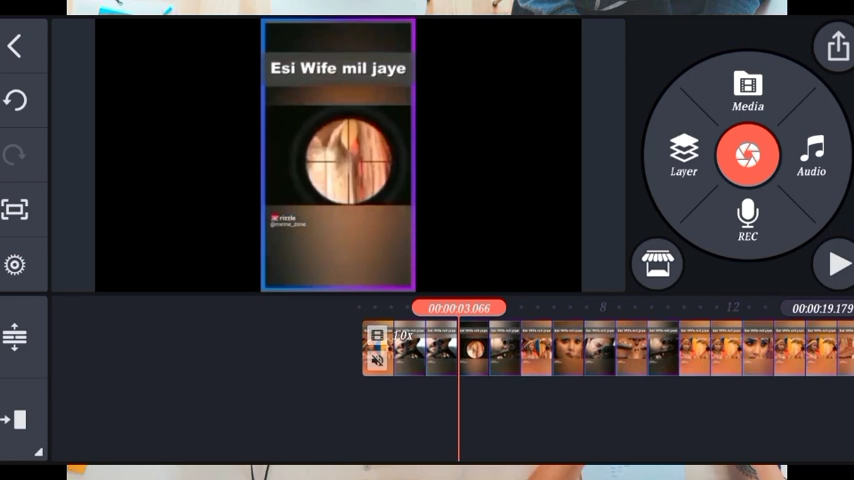 Esi Wife mil jaye
rizzle
@meme_zone
Media
Layer
Audio
REC
00:00:03.066
8
12
00:00:19.179
1.0x